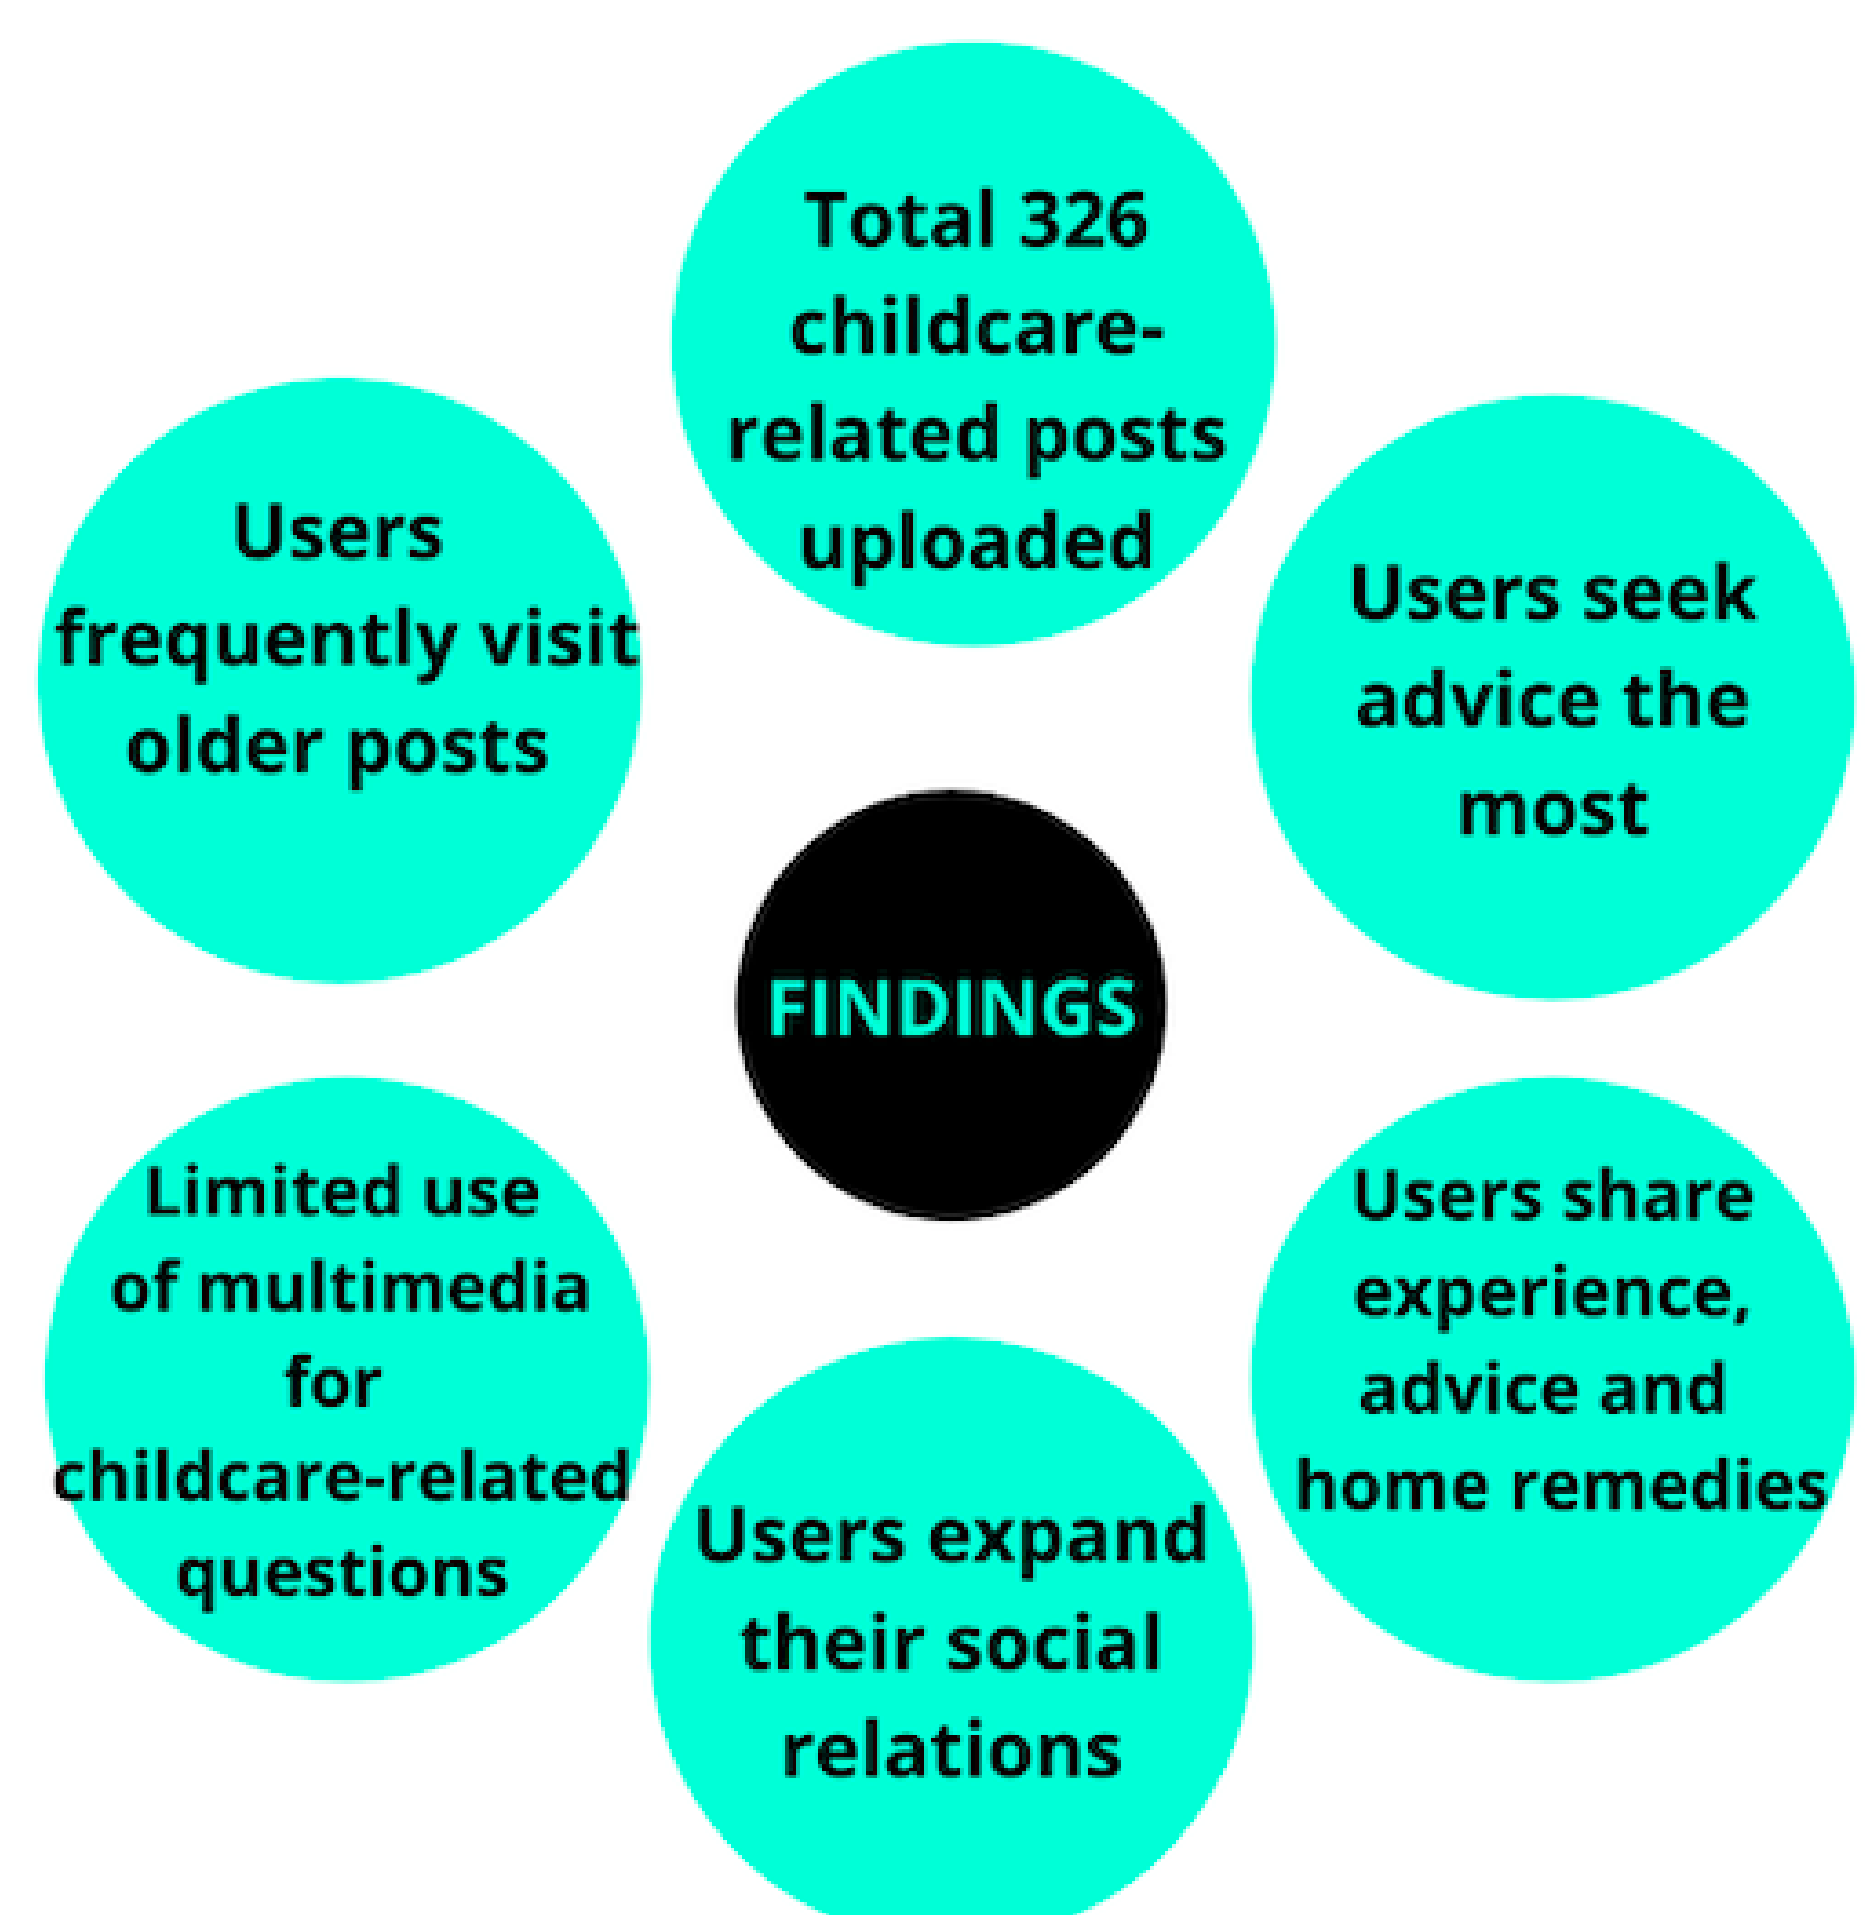 Total 326
childcare-
related posts
uploaded
Users
frequently visit
older posts
Users seek
advice the
most
FINDINGS
Limited use
of multimedia
for
childcare-related
questions
Users share
experience,
advice and
home remedies
Users expand
their social
relations